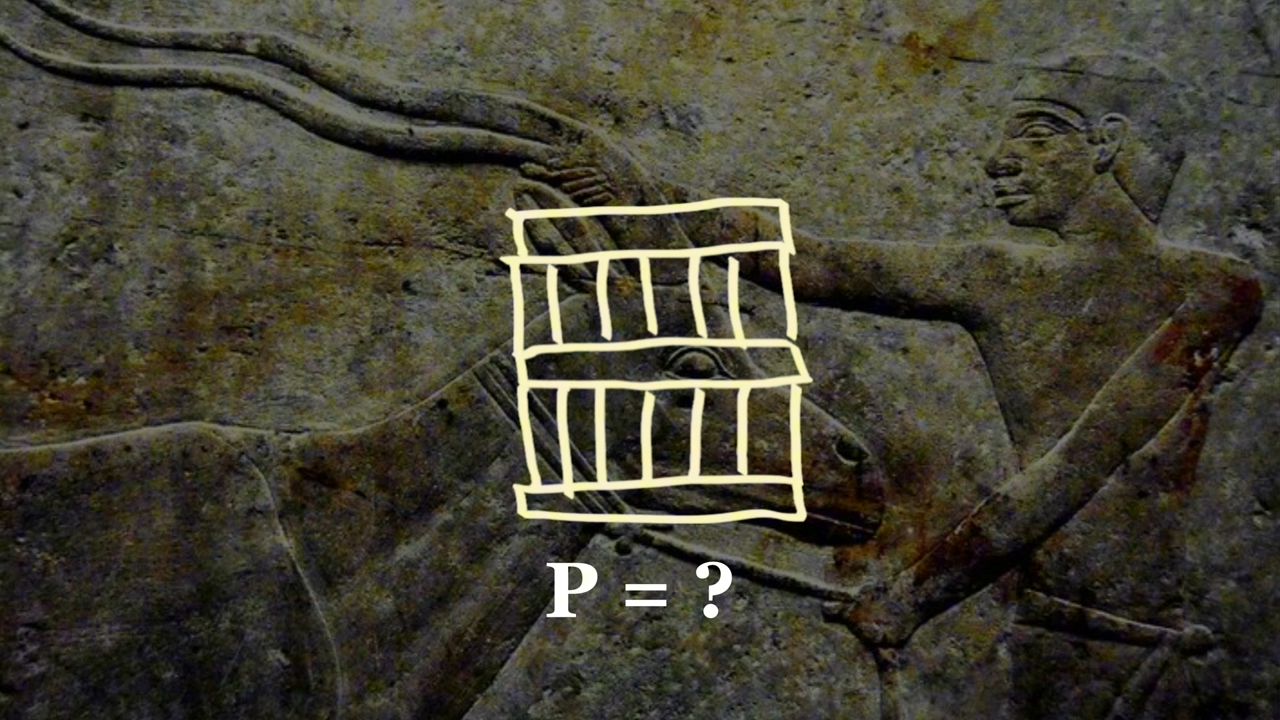 P = ?